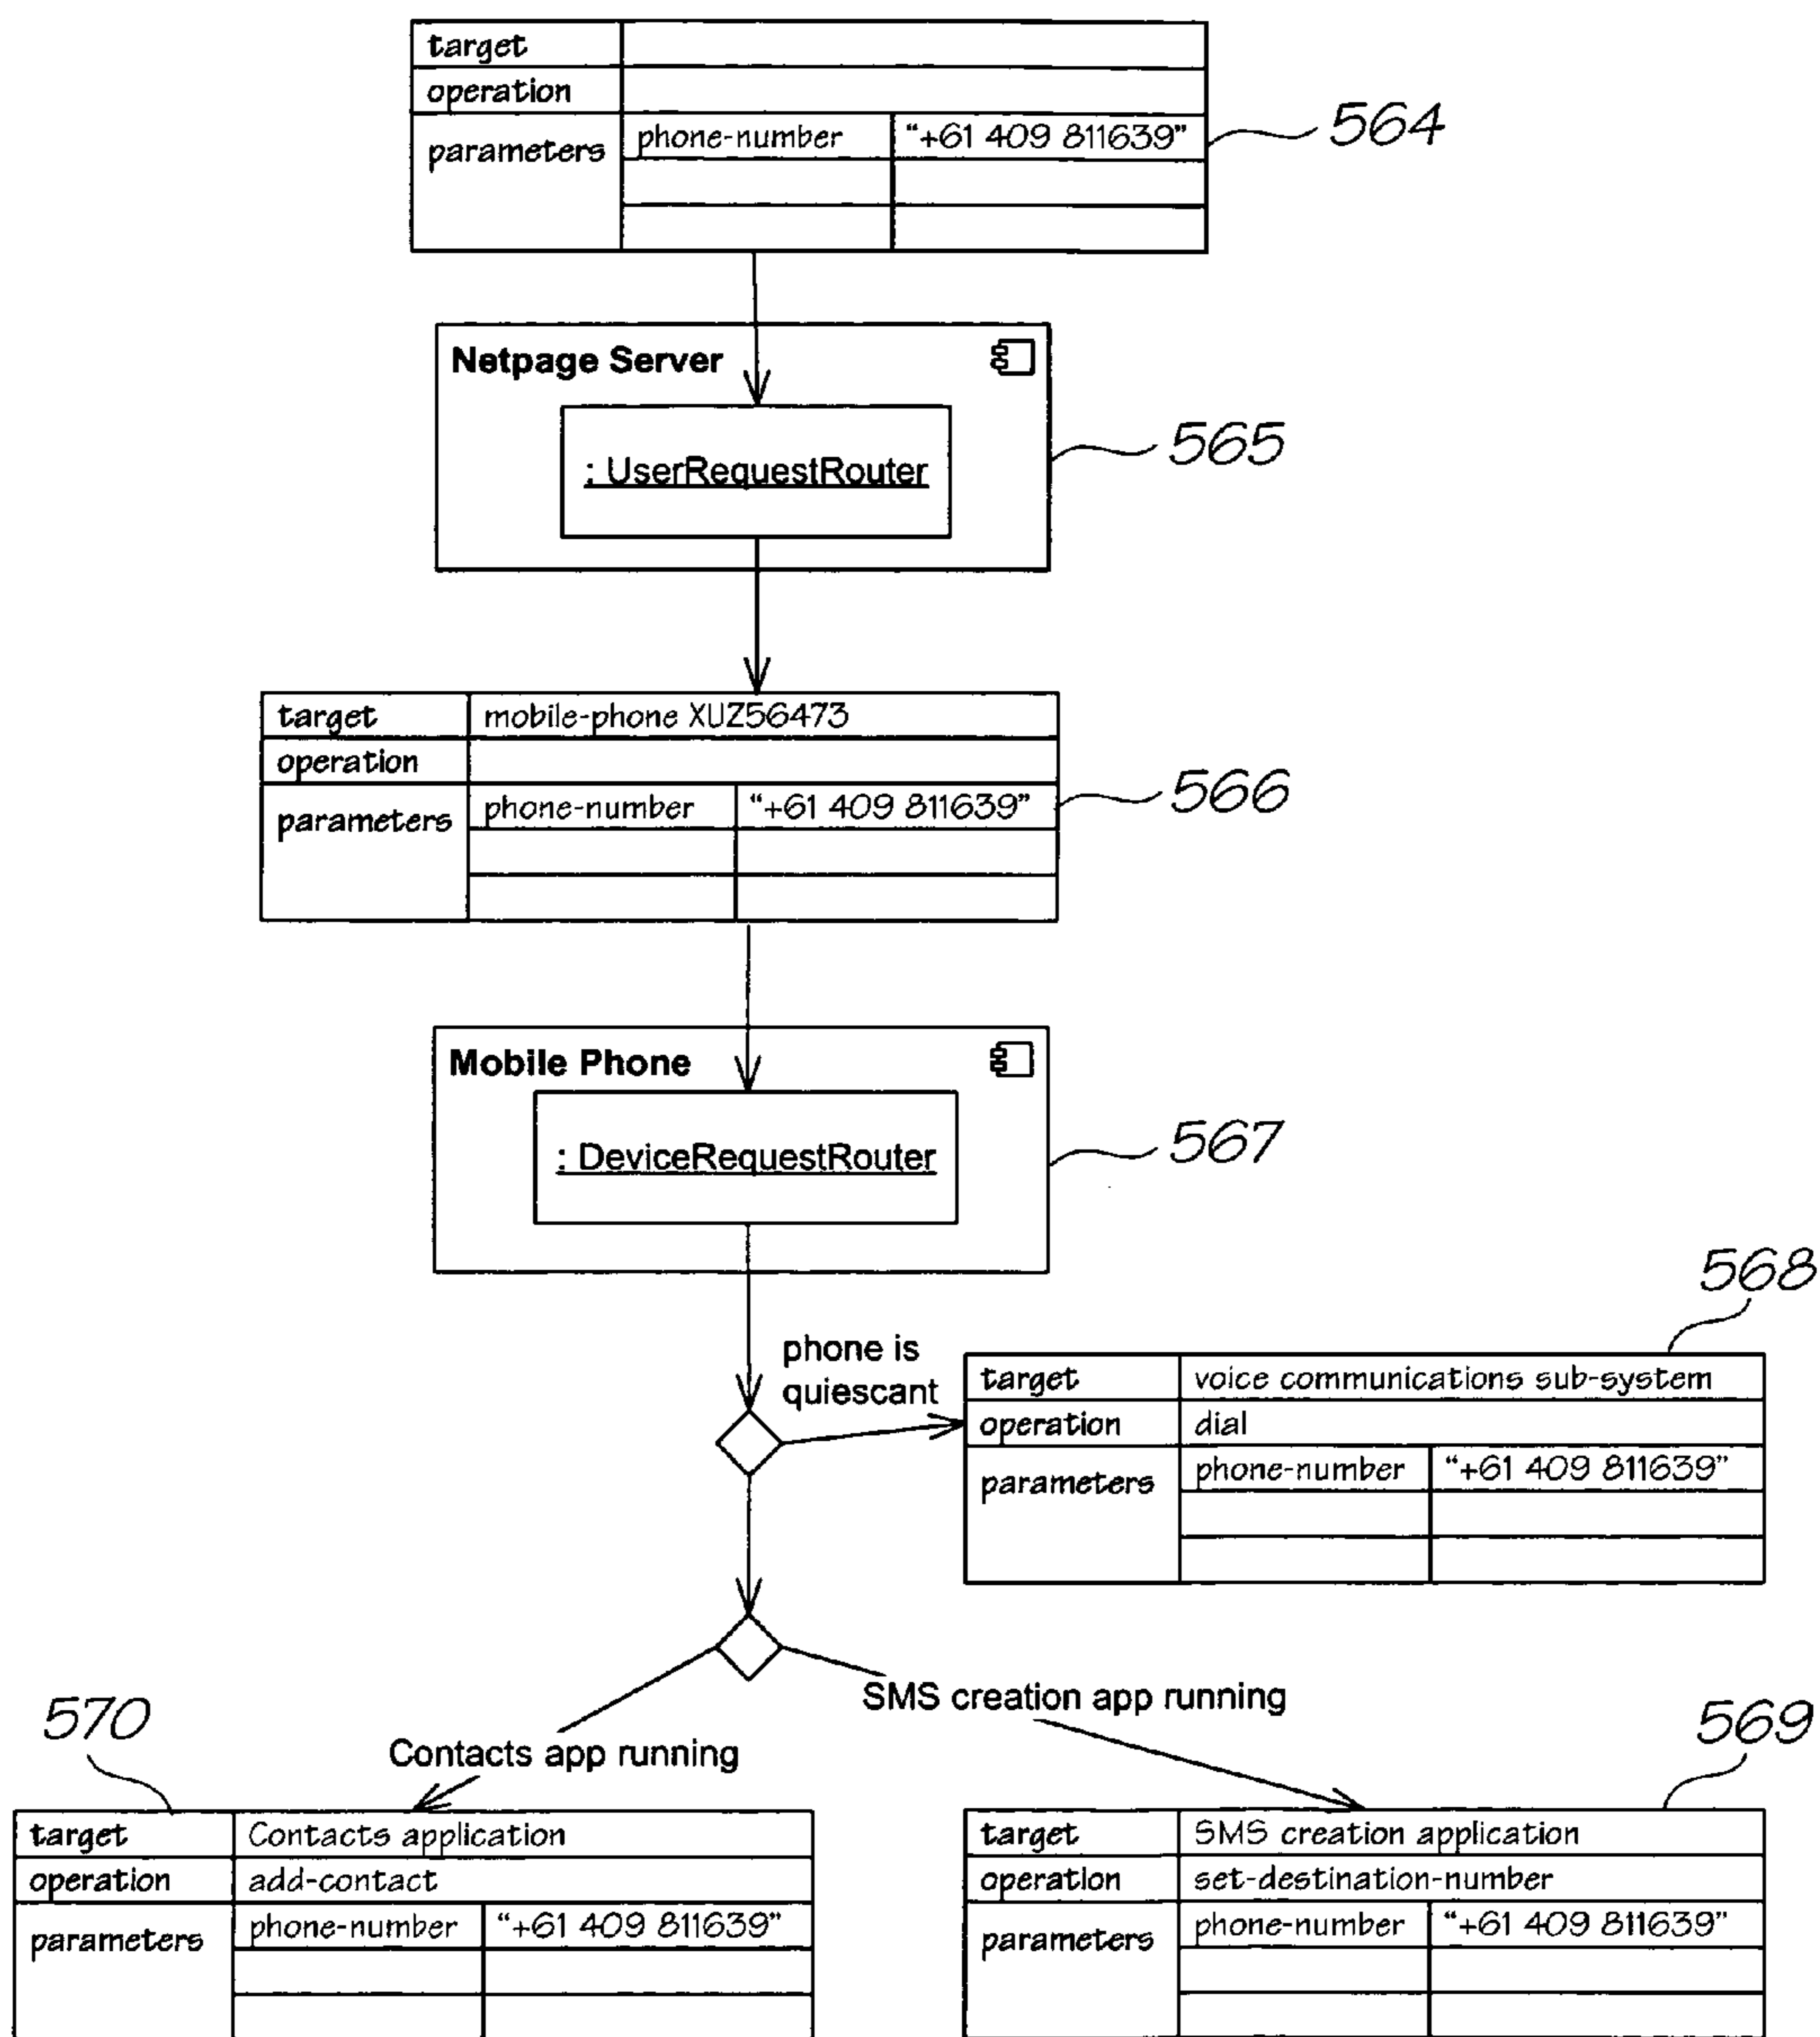 target
operation
parameters phone-number "+61 409 811639"
564
Netpage Server
: UserRequestRouter
565
target mobile-phone XUZ56473
operation
parameters phone-number "+61 409 811639"
566
Mobile Phone
: DeviceRequestRouter
567
568
phone is
quiescant
target voice communications sub-system
operation dial
parameters phone-number "+61 409 811639"
SMS creation app running
Contacts app running
570
target Contacts application
operation add-contact
parameters phone-number "+61 409 811639"
569
target SMS creation application
operation set-destination-number
parameters phone-number "+61 409 811639"